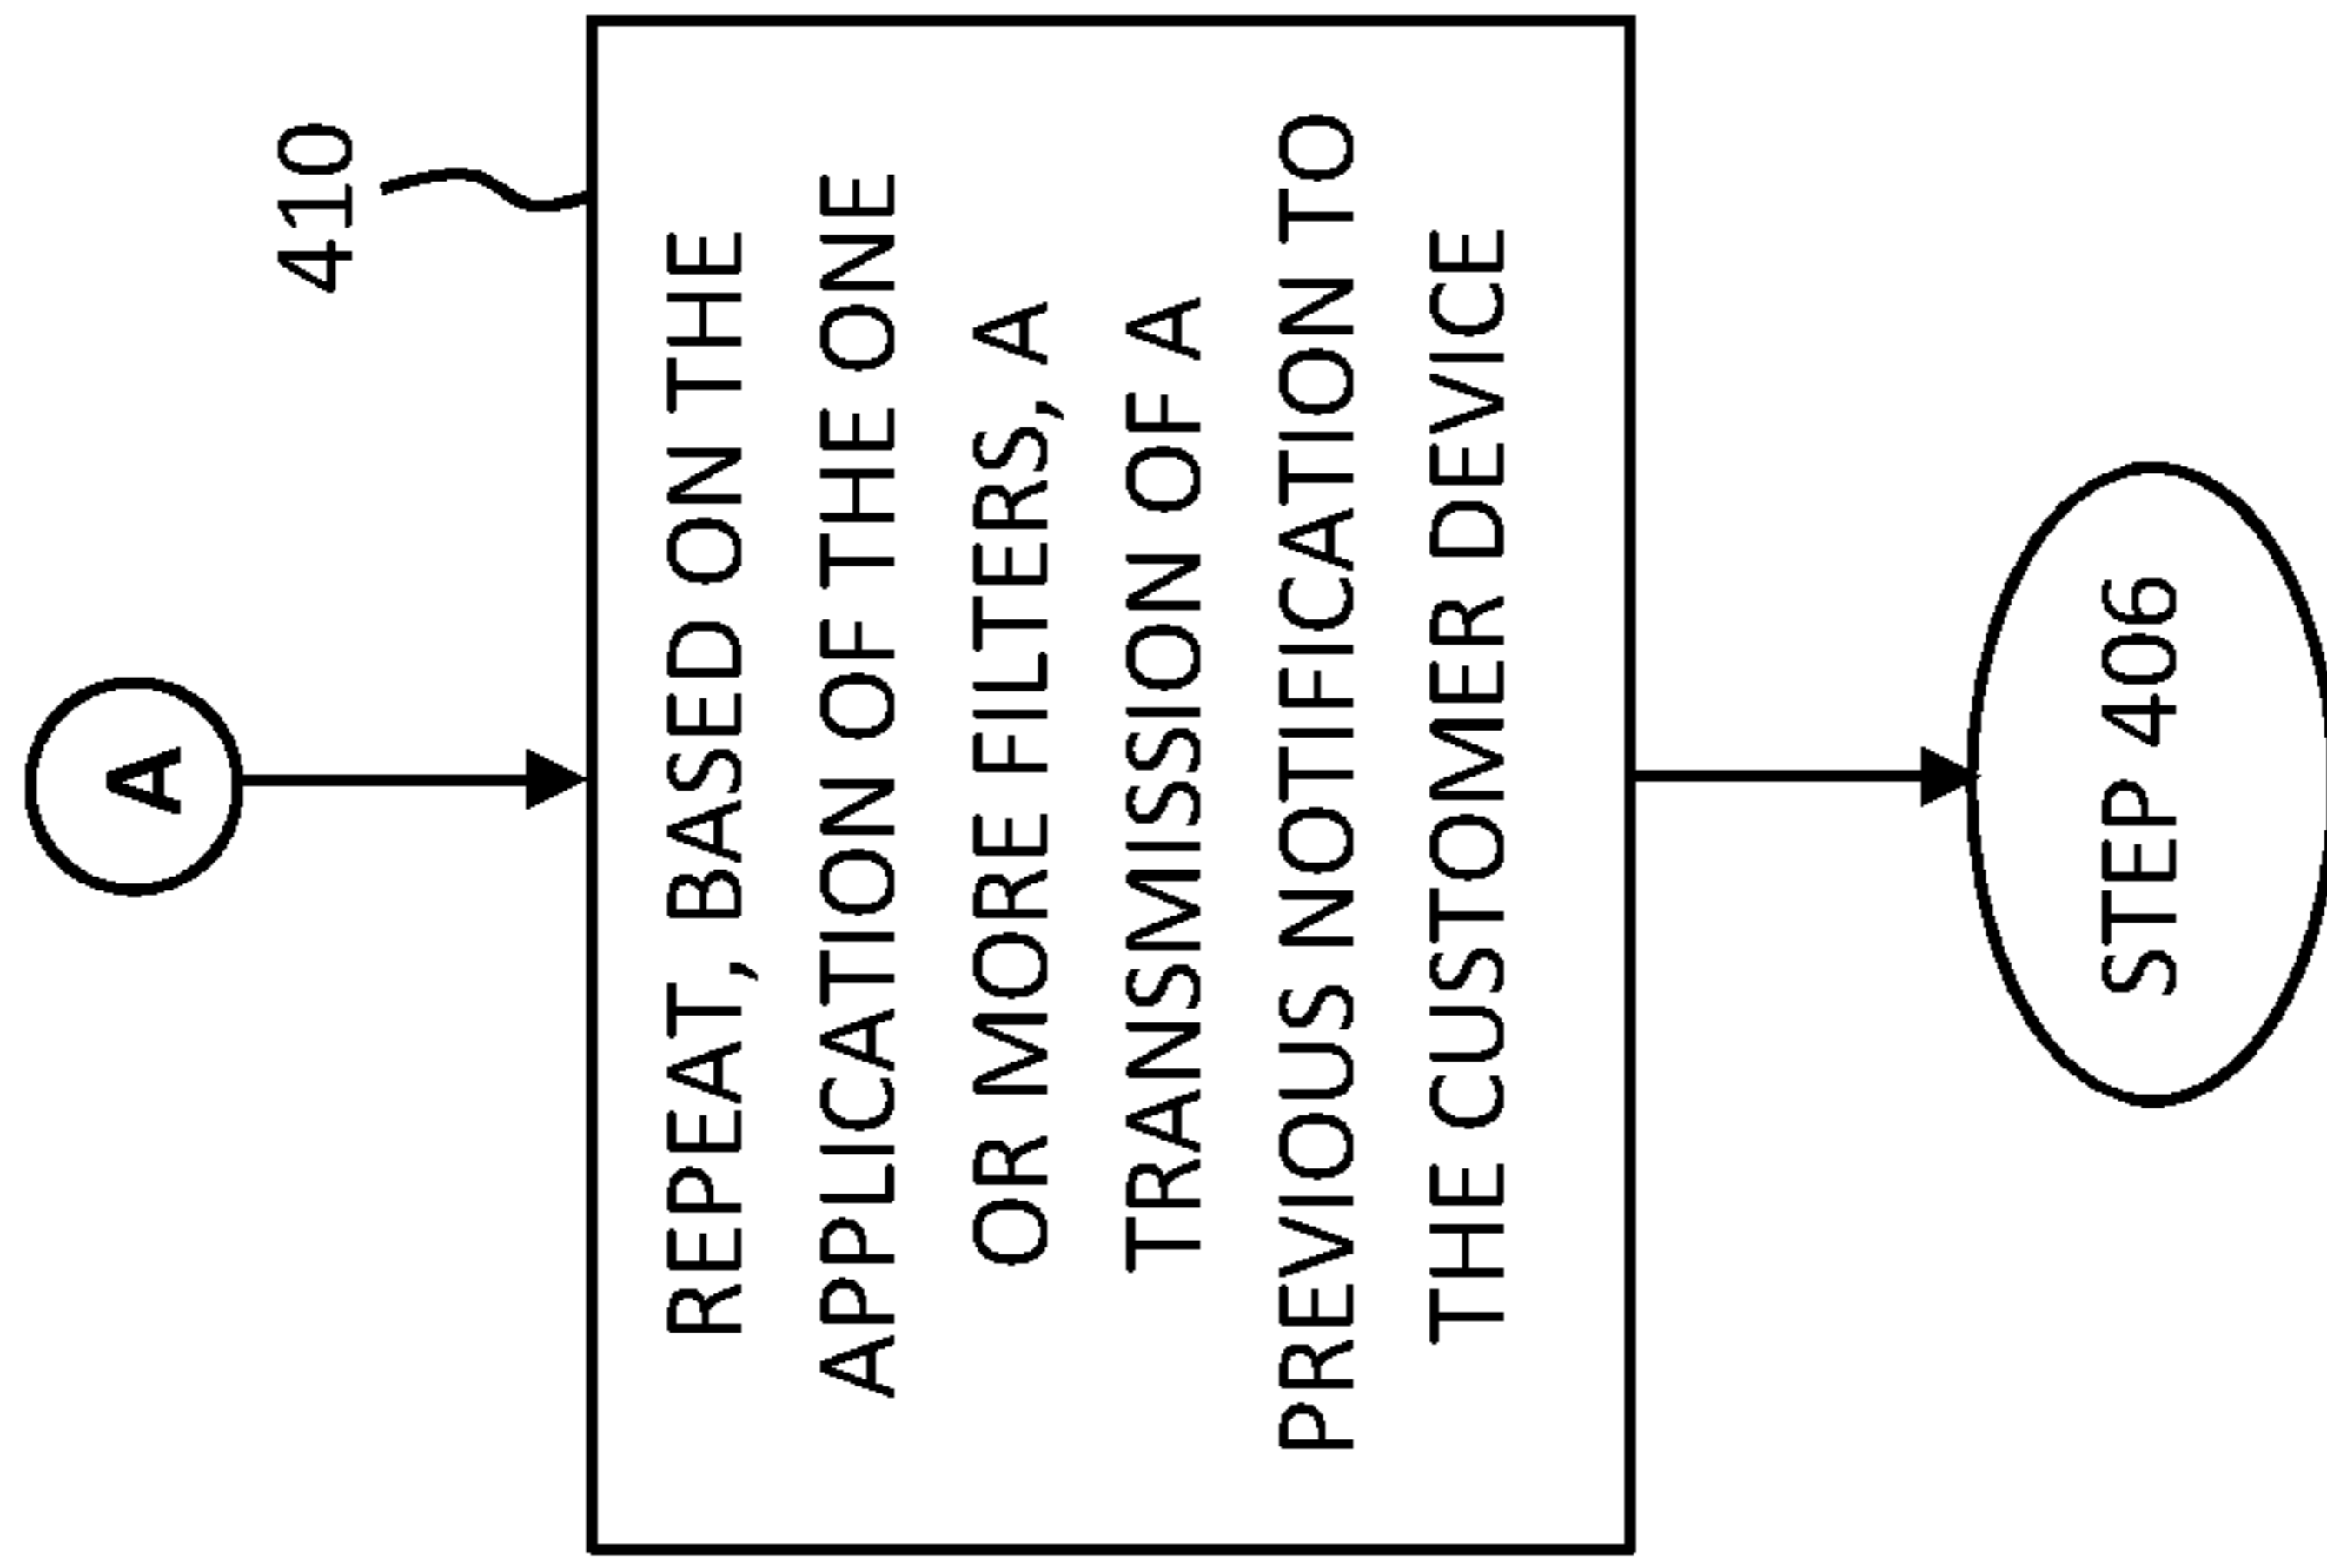 A
410
REPEAT, BASED ON THE
APPLICATION OF THE ONE
OR MORE FILTERS, A
TRANSMISSION OF A
PREVIOUS NOTIFICATION TO
THE CUSTOMER DEVICE
STEP 406